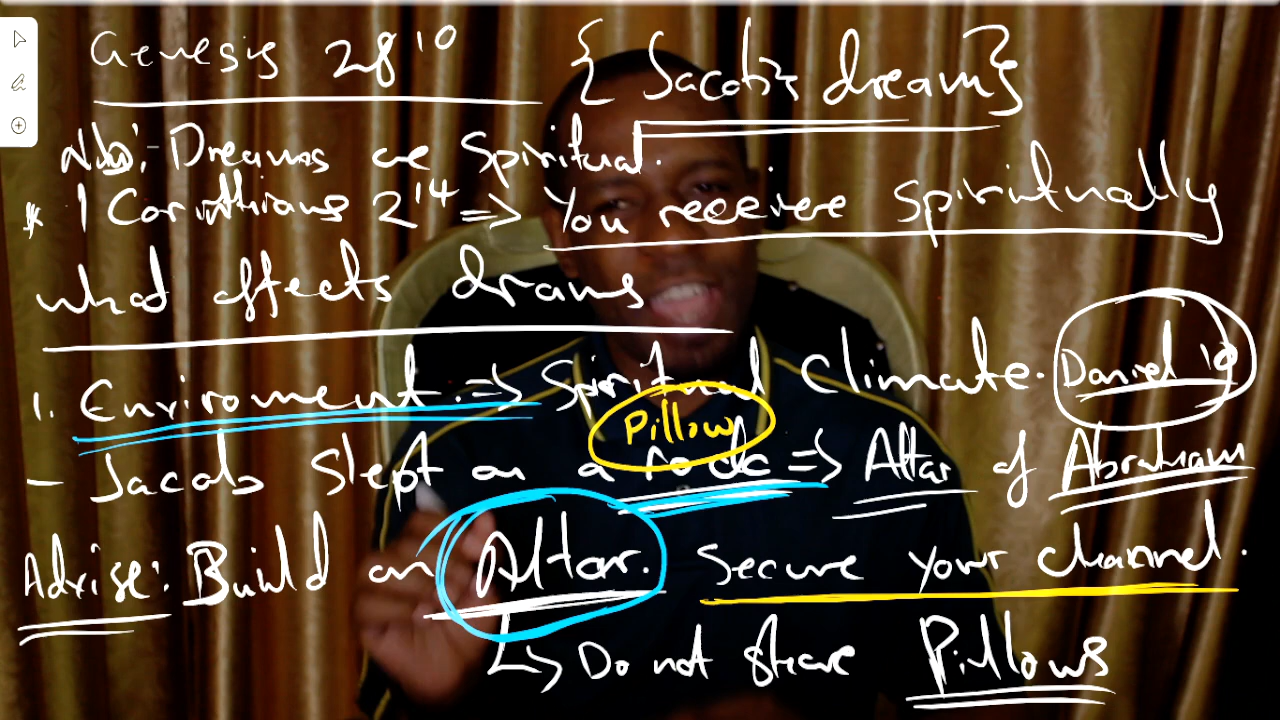 Genesis 28¹⁰ {Jacob's dream}
Nb:- Dreams are Spiritual.
* 1 Corinthians 2¹⁴ => You receive spiritually
what affects drams
1. Enviroment. => Spiritual Climate. Daniel 10
Pillow
- Jacob Slept on a rock => Altar of Abraham
Advise: Build an Altar. Secure your channel.
↳ Do not share Pillows